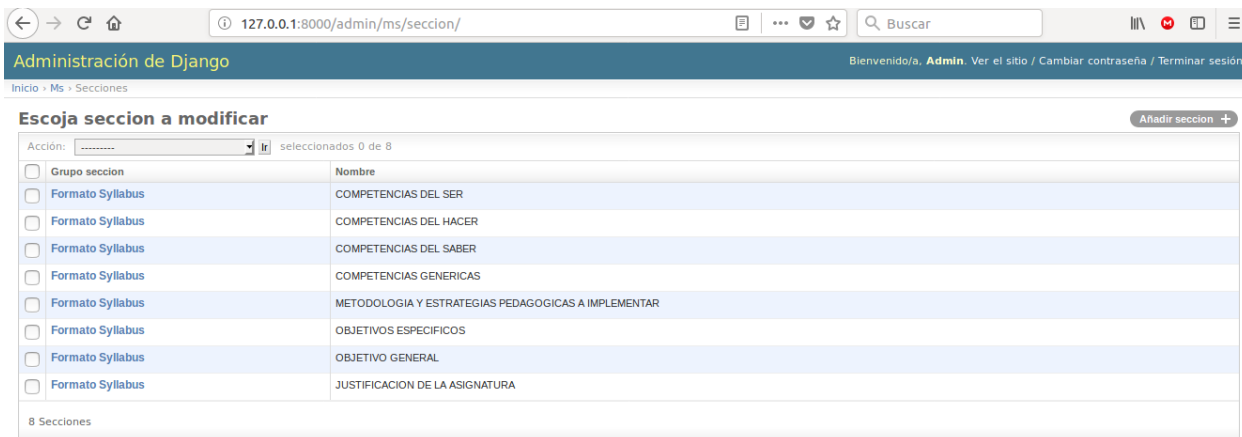 127.0.0.1:8000/admin/ms/seccion/ Buscar
Administración de Django Bienvenido/a, Admin. Ver el sitio / Cambiar contraseña / Terminar sesión
Inicio › Ms › Secciones
Escoja seccion a modificar Añadir seccion +
Acción: --------- Ir seleccionados 0 de 8
Grupo seccion Nombre
Formato Syllabus COMPETENCIAS DEL SER
Formato Syllabus COMPETENCIAS DEL HACER
Formato Syllabus COMPETENCIAS DEL SABER
Formato Syllabus COMPETENCIAS GENERICAS
Formato Syllabus METODOLOGIA Y ESTRATEGIAS PEDAGOGICAS A IMPLEMENTAR
Formato Syllabus OBJETIVOS ESPECIFICOS
Formato Syllabus OBJETIVO GENERAL
Formato Syllabus JUSTIFICACION DE LA ASIGNATURA
8 Secciones